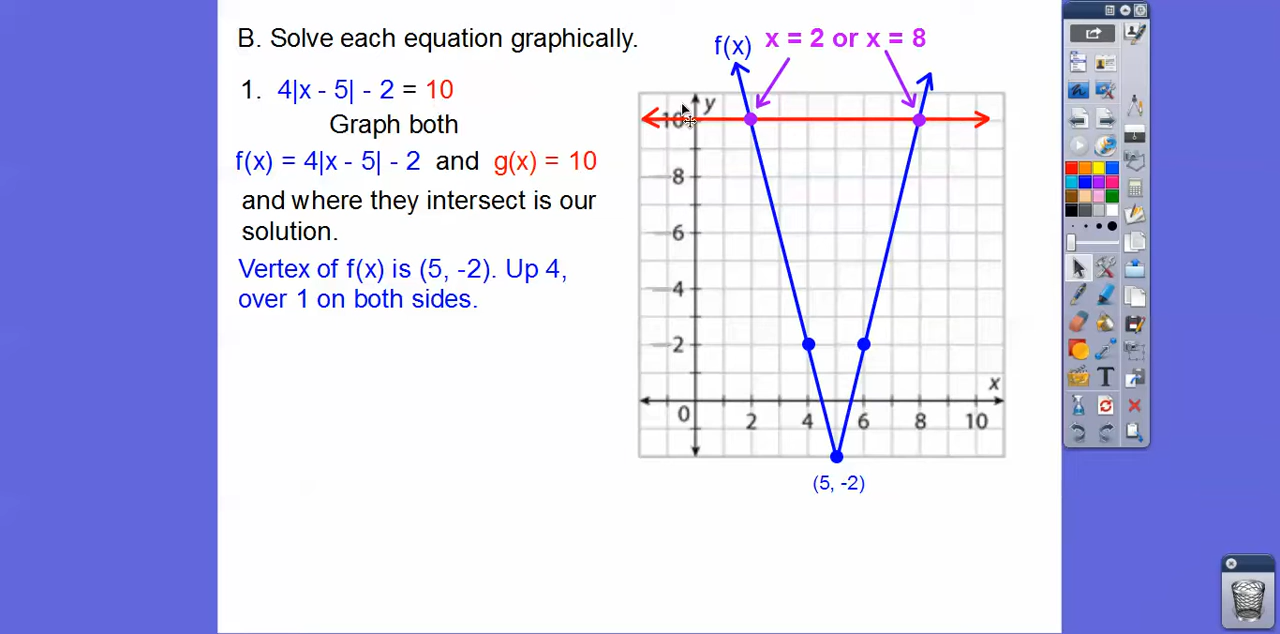 B. Solve each equation graphically.
f(x) x = 2 or x = 8
1. 4|x - 5| - 2 = 10
Graph both
f(x) = 4|x - 5| - 2 and g(x) = 10
and where they intersect is our
solution.
Vertex of f(x) is (5, -2). Up 4,
over 1 on both sides.
y
10
8
6
4
2
x
0 2 4 6 8 10
(5, -2)
T